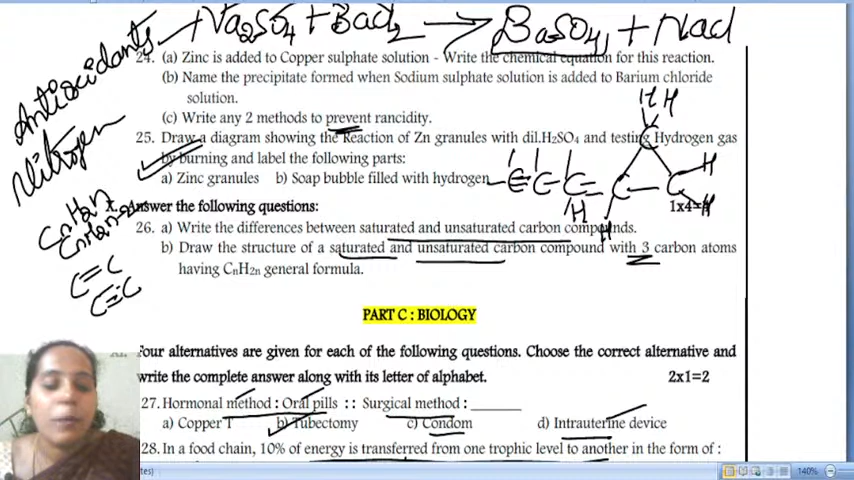 Na2SO4 + BaCl2 → BaSO4 + Nacl
Antioxidants
Nitrogen
24. (a) Zinc is added to Copper sulphate solution - Write the chemical equation for this reaction.
(b) Name the precipitate formed when Sodium sulphate solution is added to Barium chloride
solution.
(c) Write any 2 methods to prevent rancidity.
25. Draw a diagram showing the Reaction of Zn granules with dil.H2SO4 and testing Hydrogen gas
by burning and label the following parts:
a) Zinc granules b) Soap bubble filled with hydrogen
H H
C
C C H
H
C C C
H
CnH2n
CnH2n-2
C=C
C≡C
X. Answer the following questions: 1x4=4
26. a) Write the differences between saturated and unsaturated carbon compounds.
b) Draw the structure of a saturated and unsaturated carbon compound with 3 carbon atoms
having CnH2n general formula.
PART C : BIOLOGY
Four alternatives are given for each of the following questions. Choose the correct alternative and
write the complete answer along with its letter of alphabet. 2x1=2
27. Hormonal method : Oral pills :: Surgical method : ______
a) Copper T b) Tubectomy c) Condom d) Intrauterine device
28. In a food chain, 10% of energy is transferred from one trophic level to another in the form of :
140%